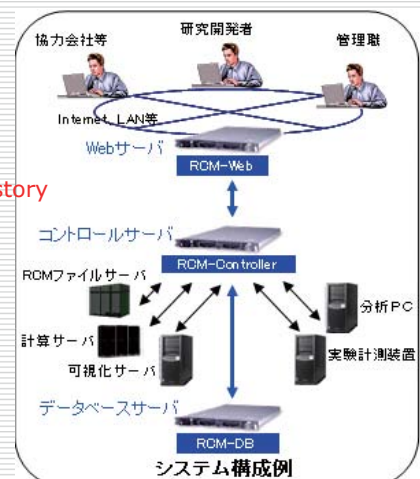 研究開発者
協力会社等
管理職
Internet, LAN等
Webサーバ
RCM-Web
story
コントロールサーバ
RCM-Controller
RCMファイルサーバ
分析PC
計算サーバ
可視化サーバ
実験計測装置
データベースサーバ
RCM-DB
システム構成例